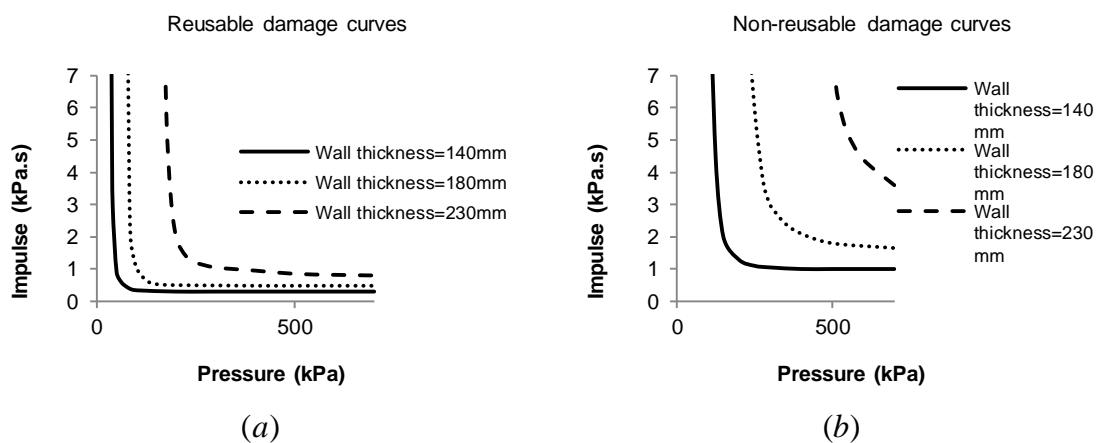 Reusable damage curves
7
6
5
4
3
2
1
0
Impulse (kPa.s)
0
500
Pressure (kPa)
Wall thickness=140mm
Wall thickness=180mm
Wall thickness=230mm
(a)
Non-reusable damage curves
7
6
5
4
3
2
1
0
Impulse (kPa.s)
0
500
Pressure (kPa)
Wall
thickness=140
mm
Wall
thickness=180
mm
Wall
thickness=230
mm
(b)